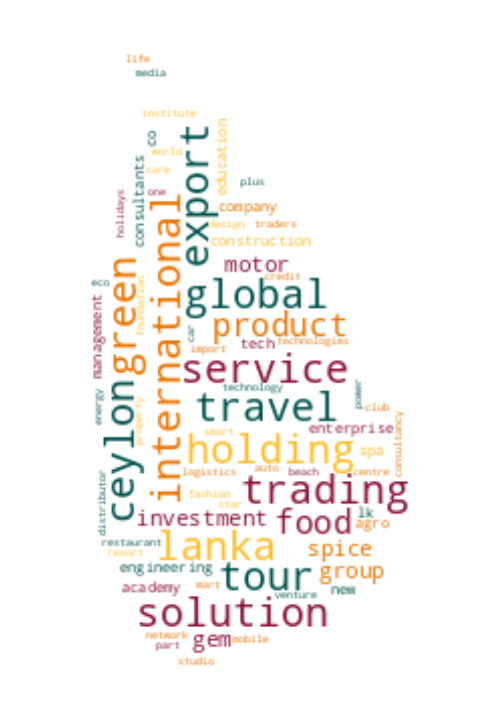 life
media
institute
co
world
export
education
care
consultants
plus
one
holidays
international
company
design traders
construction
green
motor
credit
eco
global
foundation
management
product
car
tech technologies
import
service
technology
power
ceylon
travel
club
energy
property
enterprise
consultancy
smart
holding
spa
logistics auto beach centre
distributor
trading
fashion
star
investment
food
lk
agro
restaurant
lanka
spice
resort
engineering
tour
group
academy
mart
new
venture
solution
network
gem
mobile
part
studio